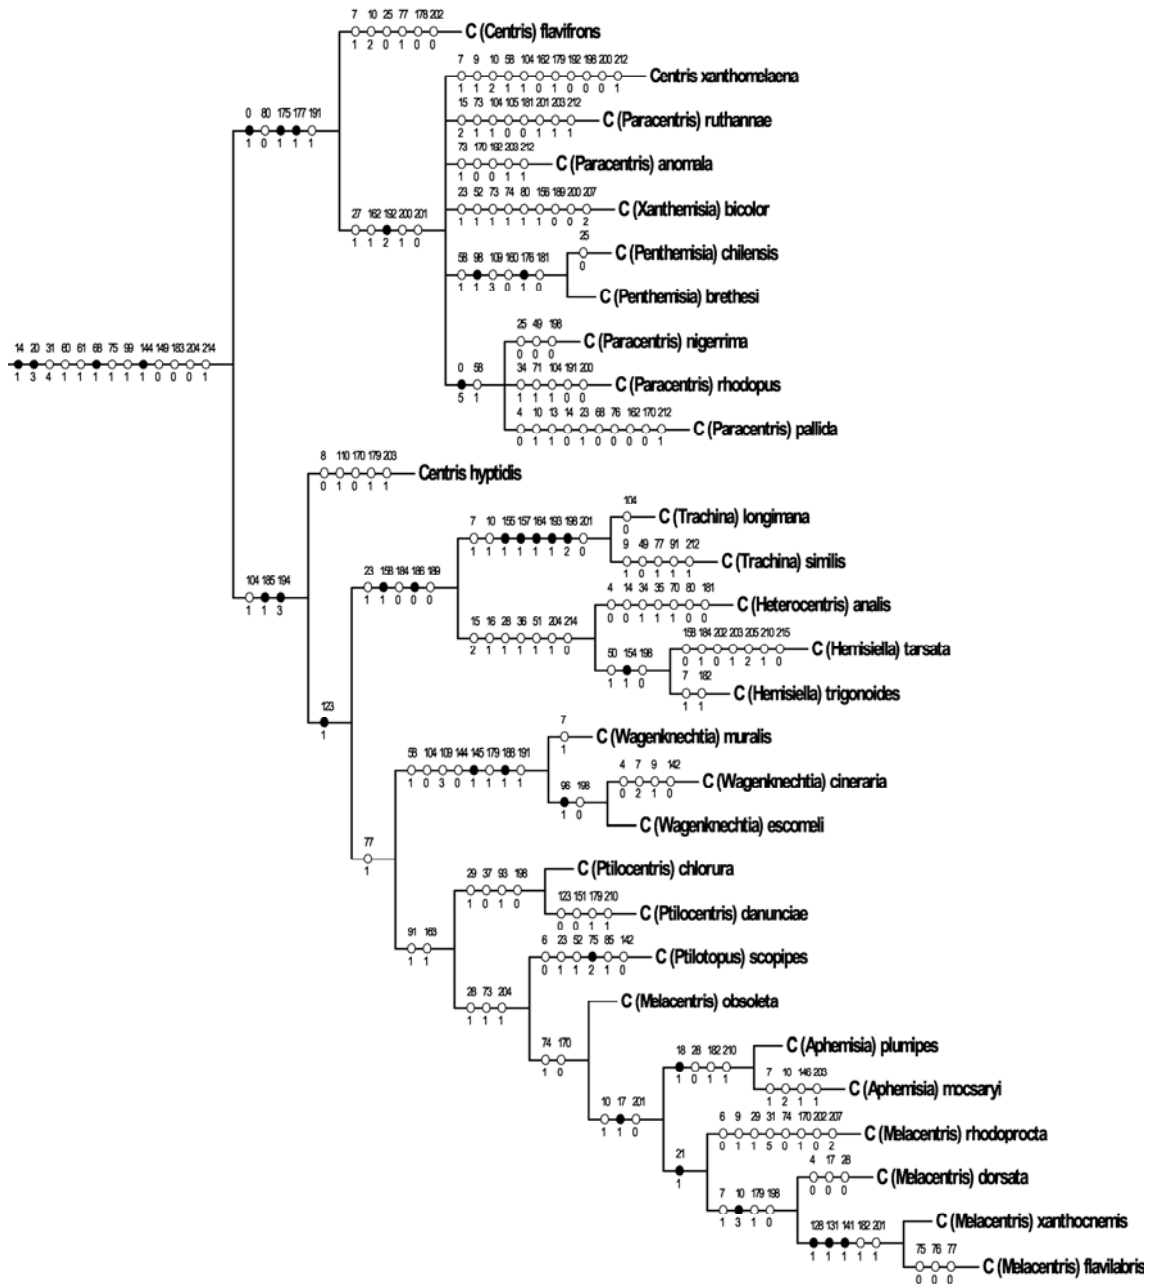 7 10 25 77 178 202
C (Centris) flavifrons
1 2 0 1 0 0
7 9 10 58 104 162 179 192 198 200 212
Centris xanthomelaena
1 1 2 1 1 0 1 0 0 0 1
0 80 175 177 191
1 0 1 1 1
15 73 104 105 181 201 203 212
C (Paracentris) ruthannae
2 1 1 0 0 1 1 1
73 170 192 203 212
C (Paracentris) anomala
1 0 0 1 1
23 52 73 74 80 156 189 200 207
C (Xanthemisia) bicolor
1 1 1 1 1 1 0 0 2
27 162 192 200 201
1 1 2 1 0
25
C (Penthemisia) chilensis
0
58 98 109 160 176 181
1 1 3 0 1 0
C (Penthemisia) brethesi
25 49 198
C (Paracentris) nigerrima
0 0 0
14 20 31 60 61 68 75 99 144 149 183 204 214
1 3 4 1 1 1 1 1 1 0 0 0 1
0 58
5 1
34 71 104 191 200
C (Paracentris) rhodopus
1 1 1 0 0
4 10 13 14 23 68 76 162 170 212
C (Paracentris) pallida
0 1 1 0 1 0 0 0 0 1
8 110 170 179 203
Centris hyptidis
0 1 0 1 1
104
C (Trachina) longimana
0
7 10 155 157 164 193 198 201
1 1 1 1 1 1 2 0
9 49 77 91 212
C (Trachina) similis
1 0 1 1 1
23 158 184 186 189
1 1 0 0 0
104 185 194
1 1 3
4 14 34 35 70 80 181
C (Heterocentris) analis
0 0 1 1 1 0 0
15 16 28 36 51 204 214
2 1 1 1 1 1 0
158 184 202 203 205 210 215
C (Hemisiella) tarsata
0 1 0 1 2 1 0
50 154 198
1 1 0
7 182
C (Hemisiella) trigonoides
1 1
123
1
7
C (Wagenknechtia) muralis
1
58 104 109 144 145 179 188 191
1 0 3 0 1 1 1 1
4 7 9 142
C (Wagenknechtia) cineraria
0 2 1 0
96 198
1 0
C (Wagenknechtia) escomeli
77
1
C (Ptilocentris) chlorura
29 37 93 198
1 0 1 0
123 151 179 210
C (Ptilocentris) danunciae
0 0 1 1
91 163
1 1
6 23 52 75 85 142
C (Ptilotopus) scopipes
0 1 1 2 1 0
28 73 204
1 1 1
C (Melacentris) obsoleta
74 170
1 0
18 28 182 210
C (Aphemisia) plumipes
1 0 1 1
7 10 146 203
C (Aphemisia) mocsaryi
1 2 1 1
10 17 201
1 1 0
6 9 29 31 74 170 202 207
C (Melacentris) rhodoprocta
0 1 1 5 0 1 0 2
21
1
4 17 28
C (Melacentris) dorsata
0 0 0
7 10 179 198
1 3 1 0
C (Melacentris) xanthocnemis
128 131 141 182 201
1 1 1 1 1
75 76 77
C (Melacentris) flavilabris
0 0 0